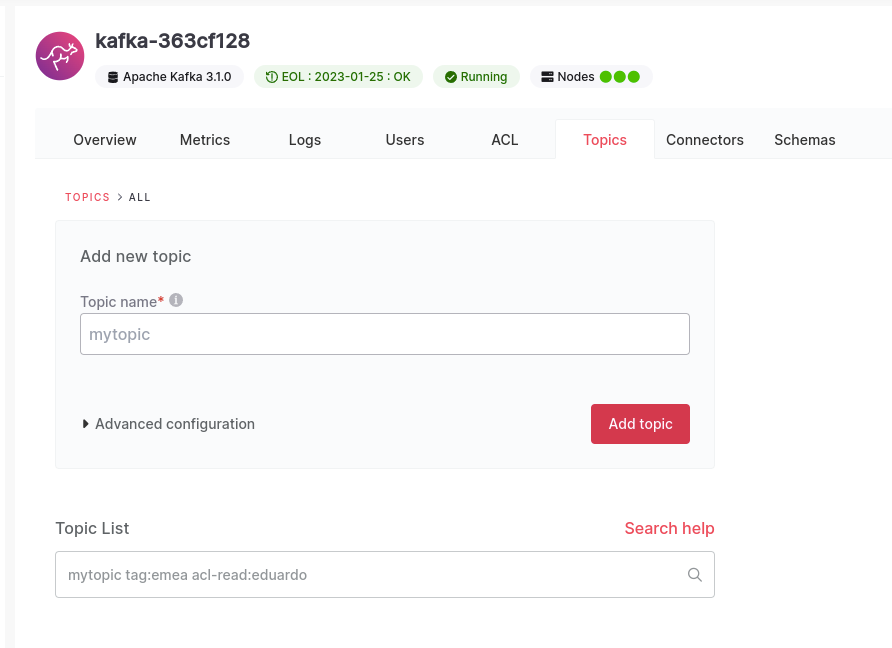 kafka-363cf128
Apache Kafka 3.1.0 EOL : 2023-01-25 : OK Running Nodes
Overview Metrics Logs Users ACL Topics Connectors Schemas
TOPICS > ALL
Add new topic
Topic name*
mytopic
Advanced configuration Add topic
Topic List Search help
mytopic tag:emea acl-read:eduardo